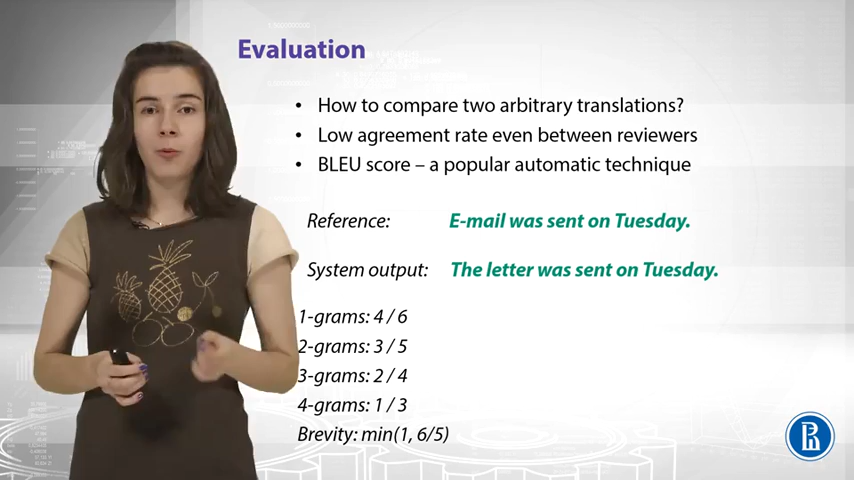 Evaluation
• How to compare two arbitrary translations?
• Low agreement rate even between reviewers
• BLEU score – a popular automatic technique
Reference: E-mail was sent on Tuesday.
System output: The letter was sent on Tuesday.
1-grams: 4 / 6
2-grams: 3 / 5
3-grams: 2 / 4
4-grams: 1 / 3
Brevity: min(1, 6/5)